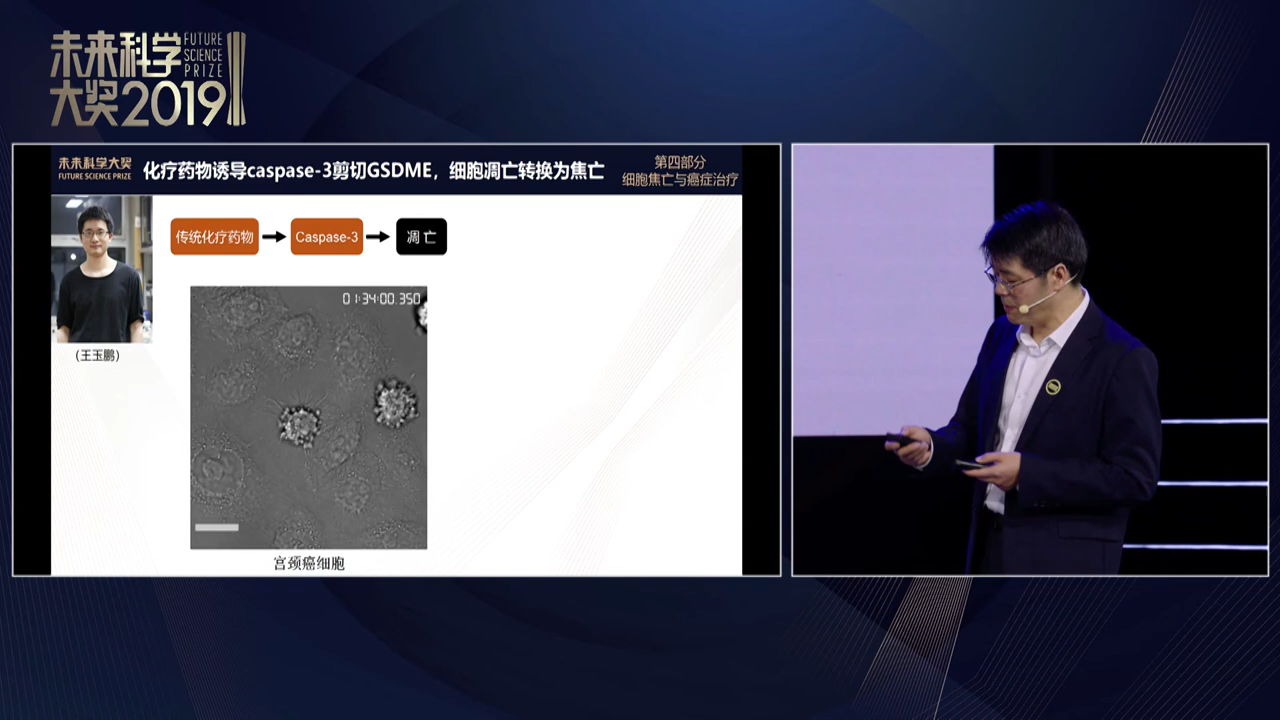 未来科学
大奖2019
FUTURE
SCIENCE
PRIZE
未来科学大奖
FUTURE SCIENCE PRIZE
化疗药物诱导caspase-3剪切GSDME，细胞凋亡转换为焦亡
第四部分
细胞焦亡与癌症治疗
传统化疗药物
Caspase-3
凋 亡
(王玉鹏)
01:34:00.350
宫颈癌细胞